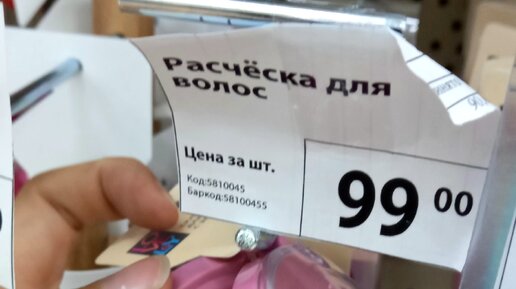 Расчёска для
волос
Цена за шт.
Код:5810045
Баркод:58100455
99 00